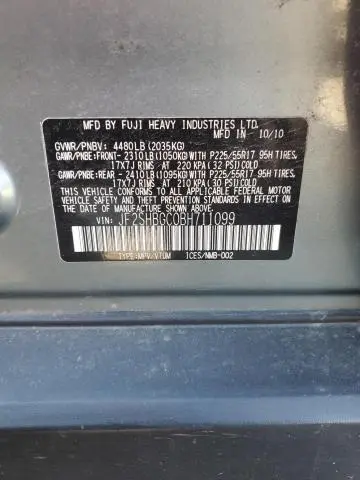 MFD BY FUJI HEAVY INDUSTRIES LTD.
MFD. IN 10/10
GVWR/PNBV: 4480LB(2035KG)
GAWR/PNBE:FRONT-2310LB(1050KG)WITH P225/55R17 95H TIRES,
17X7J RIMS AT 220 KPA(32 PSI)COLD
GAWR/PNBE:REAR -2410LB(1095KG)WITH P225/55R17 95H TIRES,
17X7J RIMS AT 210 KPA(30 PSI)COLD
THIS VEHICLE CONFORMS TO ALL APPLICABLE FEDERAL MOTOR
VEHICLE SAFETY AND THEFT PREVENTION STANDARDS IN
EFFECT ON THE DATE OF MANUFACTURE SHOWN ABOVE.
VIN: JF2SHBGC0BH711099
TYPE:MPV/VTUM ICES/NMB-002